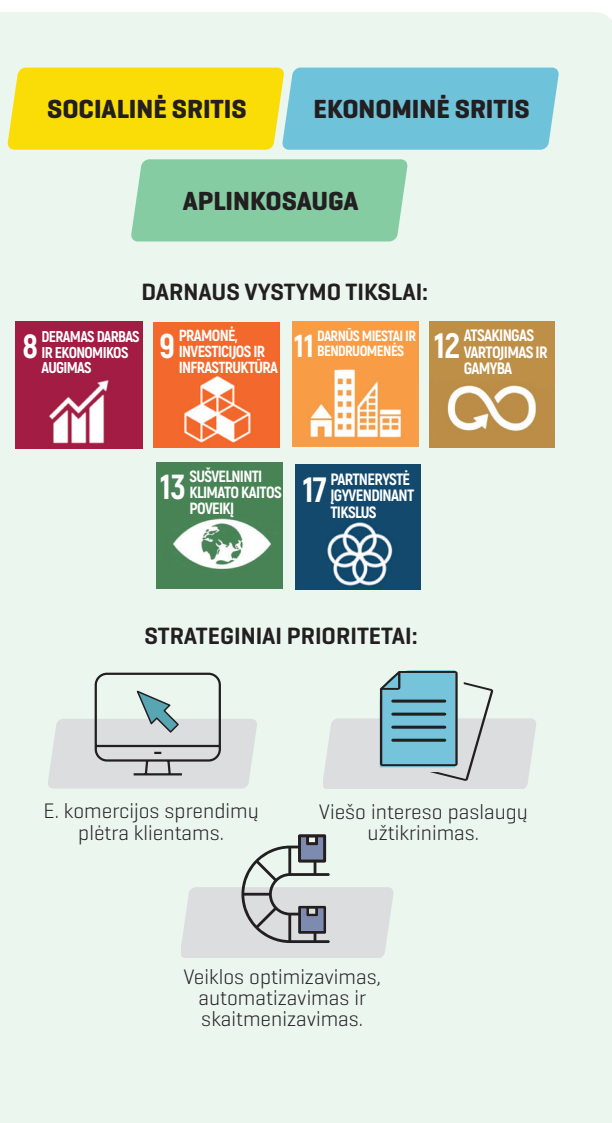 SOCIALINĖ SRITIS
EKONOMINĖ SRITIS
APLINKOSAUGA
DARNAUS VYSTYMO TIKSLAI:
8 DERAMAS DARBAS
IR EKONOMIKOS
AUGIMAS
9 PRAMONĖ,
INVESTICIJOS IR
INFRASTRUKTŪRA
11 DARNŪS MIESTAI IR
BENDRUOMENĖS
12 ATSAKINGAS
VARTOJIMAS IR
GAMYBA
13 SUŠVELNINTI
KLIMATO KAITOS
POVEIKĮ
17 PARTNERYSTĖ
ĮGYVENDINANT
TIKSLUS
STRATEGINIAI PRIORITETAI:
E. komercijos sprendimų
plėtra klientams.
Viešo intereso paslaugų
užtikrinimas.
Veiklos optimizavimas,
automatizavimas ir
skaitmenizavimas.